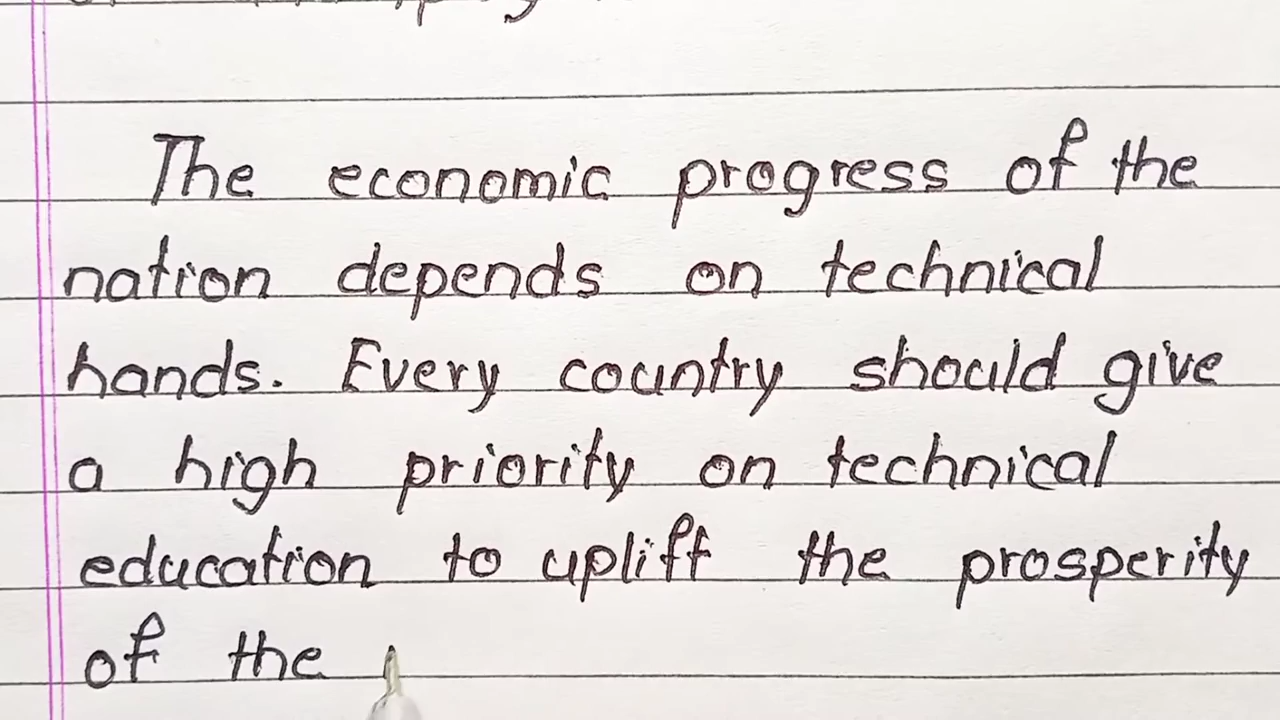 The economic progress of the
nation depends on technical
hands. Every country should give
a high priority on technical
education to uplift the prosperity
of the